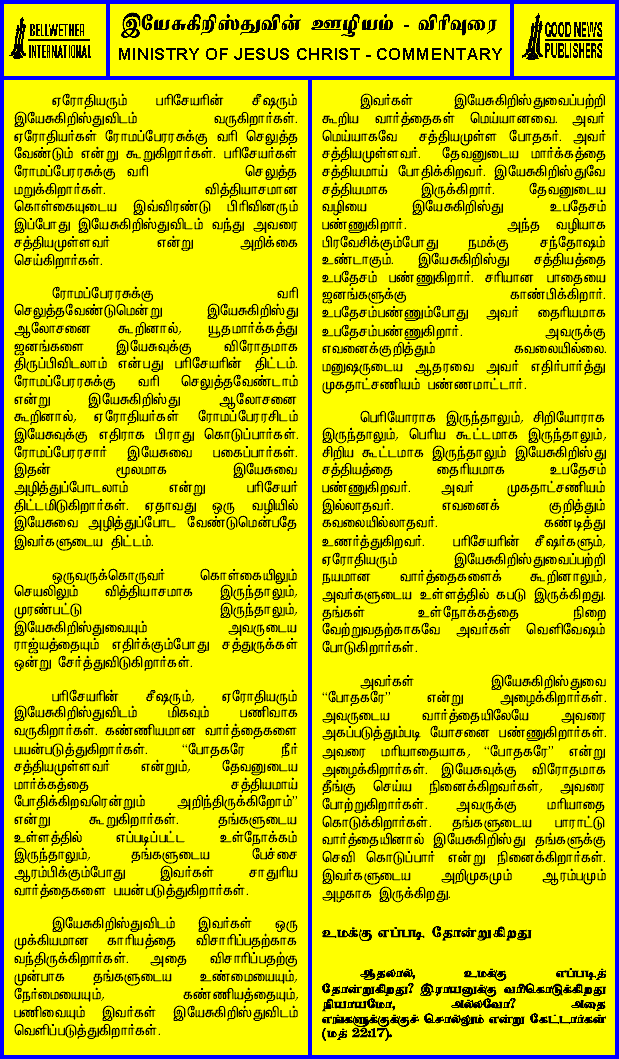 BELLWETHER
INTERNATIONAL
இயேசுகிறிஸ்துவின் ஊழியம் - விரிவுரை
MINISTRY OF JESUS CHRIST - COMMENTARY
GOOD NEWS
PUBLISHERS
ஏரோதியரும் பரிசேயரின் சீஷரும்
இயேசுகிறிஸ்துவிடம் வருகிறார்கள்.
ஏரோதியர்கள் ரோமப்பேரரசுக்கு வரி செலுத்த
வேண்டும் என்று கூறுகிறார்கள். பரிசேயர்கள்
ரோமப்பேரரசுக்கு வரி செலுத்த
மறுக்கிறார்கள். வித்தியாசமான
கொள்கையுடைய இவ்விரண்டு பிரிவினரும்
இப்போது இயேசுகிறிஸ்துவிடம் வந்து அவரை
சத்தியமுள்ளவர் என்று அறிக்கை
செய்கிறார்கள்.
ரோமப்பேரரசுக்கு வரி
செலுத்தவேண்டுமென்று இயேசுகிறிஸ்து
ஆலோசனை கூறினால், யூதமார்க்கத்து
ஜனங்களை இயேசுவுக்கு விரோதமாக
திருப்பிவிடலாம் என்பது பரிசேயரின் திட்டம்.
ரோமப்பேரரசுக்கு வரி செலுத்தவேண்டாம்
என்று இயேசுகிறிஸ்து ஆலோசனை
கூறினால், ஏரோதியர்கள் ரோமப்பேரரசிடம்
இயேசுவுக்கு எதிராக பிராது கொடுப்பார்கள்.
ரோமப்பேரரசார் இயேசுவை பகைப்பார்கள்.
இதன் மூலமாக இயேசுவை
அழித்துப்போடலாம் என்று பரிசேயர்
திட்டமிடுகிறார்கள். ஏதாவது ஒரு வழியில்
இயேசுவை அழித்துப்போட வேண்டுமென்பதே
இவர்களுடைய திட்டம்.
ஒருவருக்கொருவர் கொள்கையிலும்
செயலிலும் வித்தியாசமாக இருந்தாலும்,
முரண்பட்டு இருந்தாலும்,
இயேசுகிறிஸ்துவையும் அவருடைய
ராஜ்யத்தையும் எதிர்க்கும்போது சத்துருக்கள்
ஒன்று சேர்த்துவிடுகிறார்கள்.
பரிசேயரின் சீஷரும், ஏரோதியரும்
இயேசுகிறிஸ்துவிடம் மிகவும் பணிவாக
வருகிறார்கள். கண்ணியமான வார்த்தைகளை
பயன்படுத்துகிறார்கள். “போதகரே நீர்
சத்தியமுள்ளவர் என்றும், தேவனுடைய
மார்க்கத்தை சத்தியமாய்
போதிக்கிறவரென்றும் அறிந்திருக்கிறோம்”
என்று கூறுகிறார்கள். தங்களுடைய
உள்ளத்தில் எப்படிப்பட்ட உள்நோக்கம்
இருந்தாலும், தங்களுடைய பேச்சை
ஆரம்பிக்கும்போது இவர்கள் சாதுரிய
வார்த்தைகளை பயன்படுத்துகிறார்கள்.
இயேசுகிறிஸ்துவிடம் இவர்கள் ஒரு
முக்கியமான காரியத்தை விசாரிப்பதற்காக
வந்திருக்கிறார்கள். அதை விசாரிப்பதற்கு
முன்பாக தங்களுடைய உண்மையையும்,
நேர்மையையும், கண்ணியத்தையும்,
பணிவையும் இவர்கள் இயேசுகிறிஸ்துவிடம்
வெளிப்படுத்துகிறார்கள்.
இவர்கள் இயேசுகிறிஸ்துவைப்பற்றி
கூறிய வார்த்தைகள் மெய்யானவை. அவர்
மெய்யாகவே சத்தியமுள்ள போதகர். அவர்
சத்தியமுள்ளவர். தேவனுடைய மார்க்கத்தை
சத்தியமாய் போதிக்கிறவர். இயேசுகிறிஸ்துவே
சத்தியமாக இருக்கிறார். தேவனுடைய
வழியை இயேசுகிறிஸ்து உபதேசம்
பண்ணுகிறார். அந்த வழியாக
பிரவேசிக்கும்போது நமக்கு சந்தோஷம்
உண்டாகும். இயேசுகிறிஸ்து சத்தியத்தை
உபதேசம் பண்ணுகிறார். சரியான பாதையை
ஜனங்களுக்கு காண்பிக்கிறார்.
உபதேசம்பண்ணும்போது அவர் தைரியமாக
உபதேசம்பண்ணுகிறார். அவருக்கு
எவனைக்குறித்தும் கவலையில்லை.
மனுஷருடைய ஆதரவை அவர் எதிர்பார்த்து
முகதாட்சணியம் பண்ணமாட்டார்.
பெரியோராக இருந்தாலும், சிறியோராக
இருந்தாலும், பெரிய கூட்டமாக இருந்தாலும்,
சிறிய கூட்டமாக இருந்தாலும் இயேசுகிறிஸ்து
சத்தியத்தை தைரியமாக உபதேசம்
பண்ணுகிறவர். அவர் முகதாட்சணியம்
இல்லாதவர். எவனைக் குறித்தும்
கவலையில்லாதவர். கண்டித்து
உணர்த்துகிறவர். பரிசேயரின் சீஷர்களும்,
ஏரோதியரும் இயேசுகிறிஸ்துவைப்பற்றி
நயமான வார்த்தைகளைக் கூறினாலும்,
அவர்களுடைய உள்ளத்தில் கபடு இருக்கிறது.
தங்கள் உள்நோக்கத்தை நிறை
வேற்றுவதற்காகவே அவர்கள் வெளிவேஷம்
போடுகிறார்கள்.
அவர்கள் இயேசுகிறிஸ்துவை
“போதகரே” என்று அழைக்கிறார்கள்.
அவருடைய வார்த்தையிலேயே அவரை
அகப்படுத்தும்படி யோசனை பண்ணுகிறார்கள்.
அவரை மரியாதையாக, “போதகரே” என்று
அழைக்கிறார்கள். இயேசுவுக்கு விரோதமாக
தீங்கு செய்ய நினைக்கிறவர்கள், அவரை
போற்றுகிறார்கள். அவருக்கு மரியாதை
கொடுக்கிறார்கள். தங்களுடைய பாராட்டு
வார்த்தையினால் இயேசுகிறிஸ்து தங்களுக்கு
செவி கொடுப்பார் என்று நினைக்கிறார்கள்.
இவர்களுடைய அறிமுகமும் ஆரம்பமும்
அழகாக இருக்கிறது.
உமக்கு எப்படி தோன்றுகிறது
ஆதலால், உமக்கு எப்படித்
தோன்றுகிறது? இராயனுக்கு வரிகொடுக்கிறது
நியாயமோ, அல்லவோ? அதை
எங்களுக்குக்குச் சொல்லும் என்று கேட்டார்கள்
(மத் 22:17).